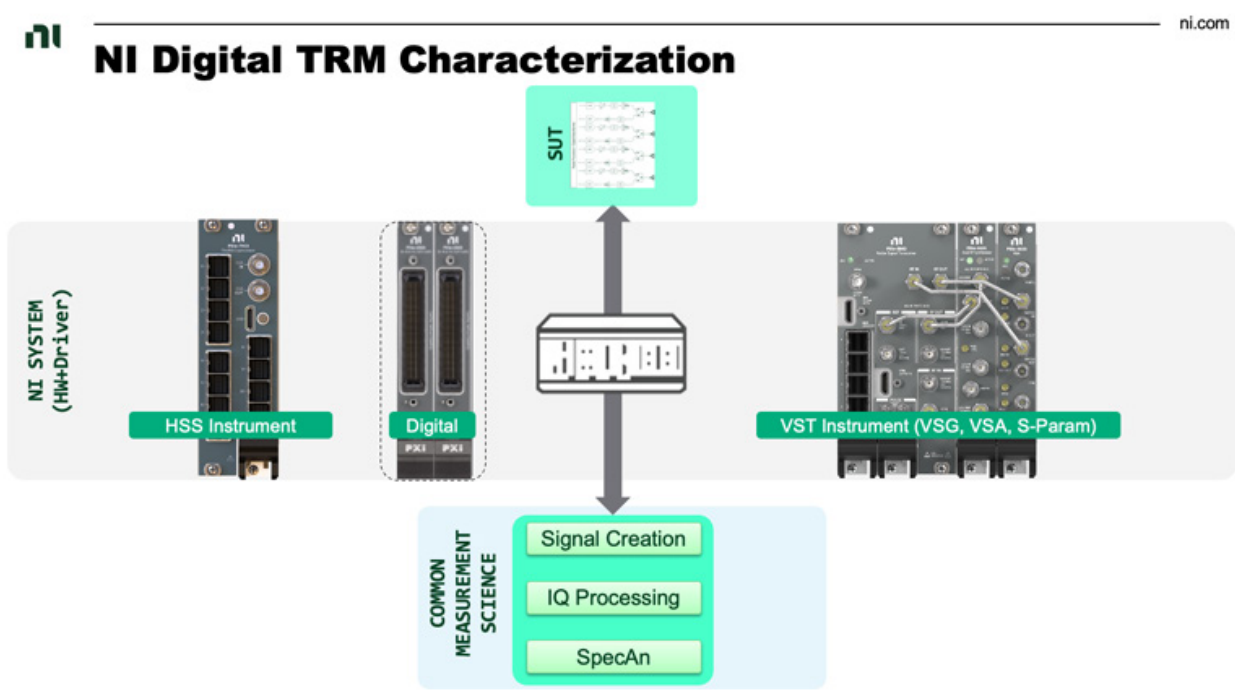 ni
ni.com
NI Digital TRM Characterization
SUT
NI SYSTEM
(HW+Driver)
HSS Instrument
Digital
PXI PXI
VST Instrument (VSG, VSA, S-Param)
COMMON
MEASUREMENT
SCIENCE
Signal Creation
IQ Processing
SpecAn